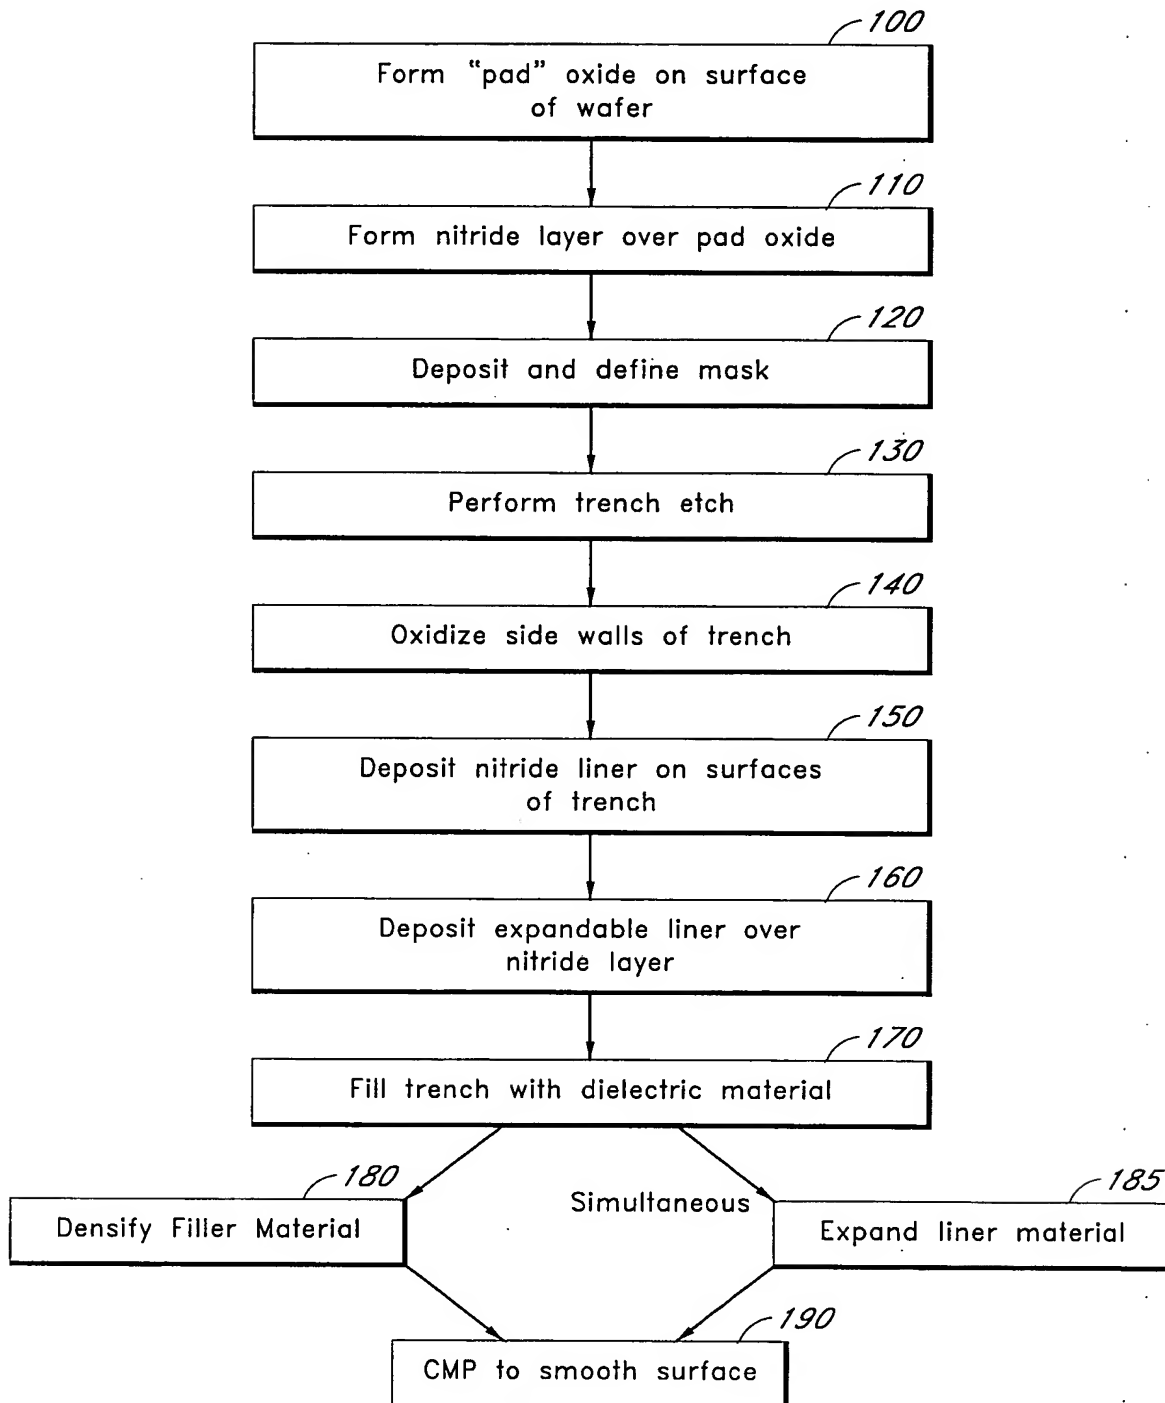 100
Form "pad" oxide on surface
of wafer
110
Form nitride layer over pad oxide
120
Deposit and define mask
130
Perform trench etch
140
Oxidize side walls of trench
150
Deposit nitride liner on surfaces
of trench
160
Deposit expandable liner over
nitride layer
170
Fill trench with dielectric material
180
Densify Filler Material
Simultaneous
185
Expand liner material
190
CMP to smooth surface